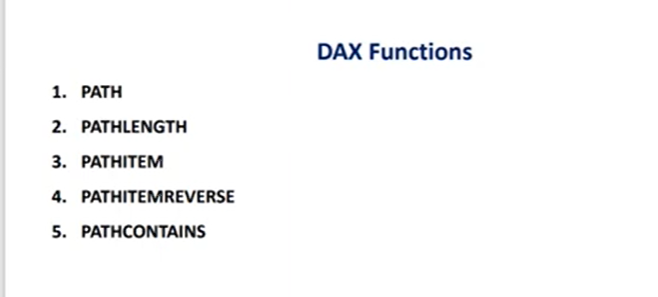 DAX Functions
1. PATH
2. PATHLENGTH
3. PATHITEM
4. PATHITEMREVERSE
5. PATHCONTAINS